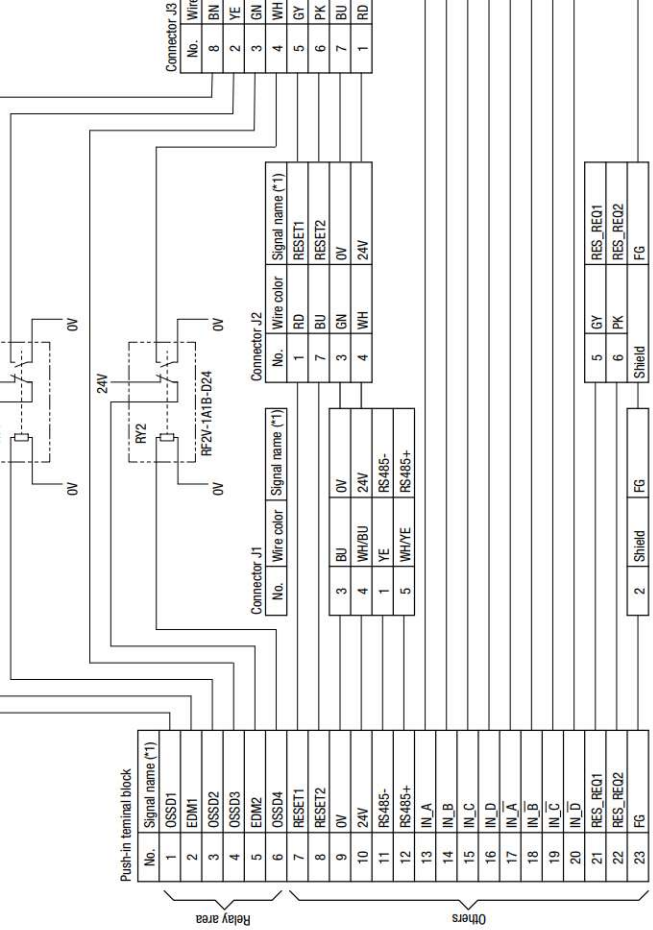 Connector J3
No. Wire
8 BN
2 YE
3 GN
4 WH
5 GY
6 PK
7 BU
1 RD
0V
0V
24V
RY2
0V
0V
RF2V-1A1B-D24
Connector J2
No. Wire color Signal name (*1)
1 RD RESET1
7 BU RESET2
3 GN 0V
4 WH 24V
5 GY RES_REQ1
6 PK RES_REQ2
Shield FG
Connector J1
No. Wire color Signal name (*1)
3 BU 0V
4 WH/BU 24V
1 YE RS485-
5 WH/YE RS485+
2 Shield FG
Push-in teminal block
No. Signal name (*1)
1 OSSD1
2 EDM1
3 OSSD2
4 OSSD3
5 EDM2
6 OSSD4
7 RESET1
8 RESET2
9 0V
10 24V
11 RS485-
12 RS485+
13 IN_A
14 IN_B
15 IN_C
16 IN_D
17 IN_A̅
18 IN_B̅
19 IN_C̅
20 IN_D̅
21 RES_REQ1
22 RES_REQ2
23 FG
Relay area
Others